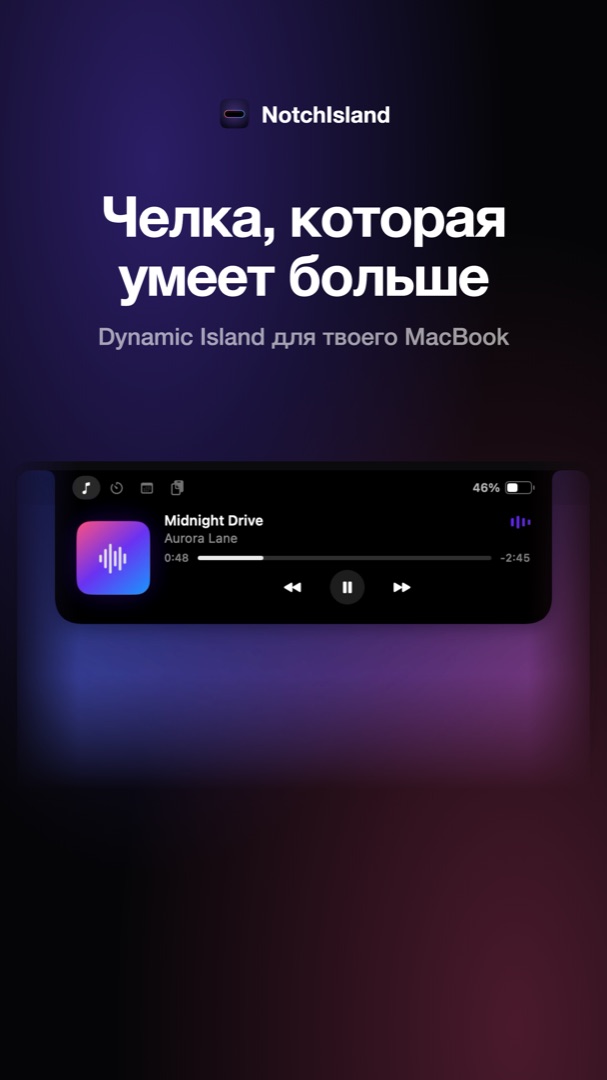 NotchIsland
Челка, которая
умеет больше
Dynamic Island для твоего MacBook
46%
Midnight Drive
Aurora Lane
0:48
-2:45